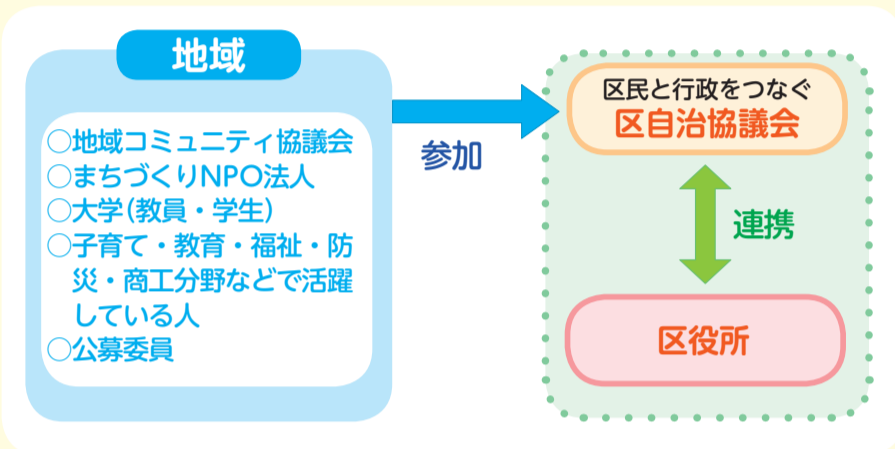 地域
○地域コミュニティ協議会
○まちづくりNPO法人
○大学(教員・学生)
○子育て・教育・福祉・防
災・商工分野などで活躍
している人
○公募委員
参加
区民と行政をつなぐ
区自治協議会
連携
区役所